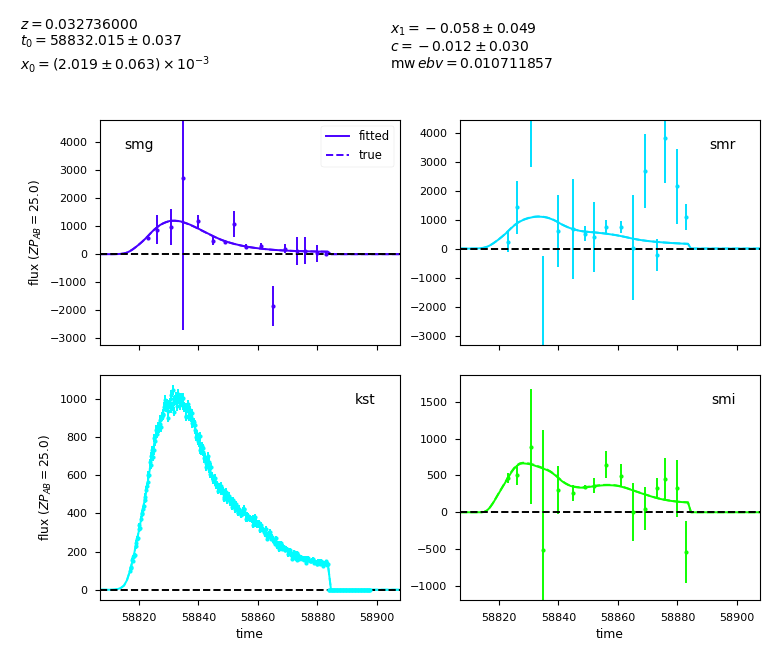 z = 0.032736000
t₀ = 58832.015 ± 0.037
x₀ = (2.019 ± 0.063) × 10⁻³
x₁ = −0.058 ± 0.049
c = −0.012 ± 0.030
mw ebv = 0.010711857
smg
fitted
true
flux (ZP_AB = 25.0)
4000
3000
2000
1000
0
−1000
−2000
−3000
smr
4000
3000
2000
1000
0
−1000
−2000
−3000
kst
flux (ZP_AB = 25.0)
1000
800
600
400
200
0
58820 58840 58860 58880 58900
time
smi
1500
1000
500
0
−500
−1000
58820 58840 58860 58880 58900
time